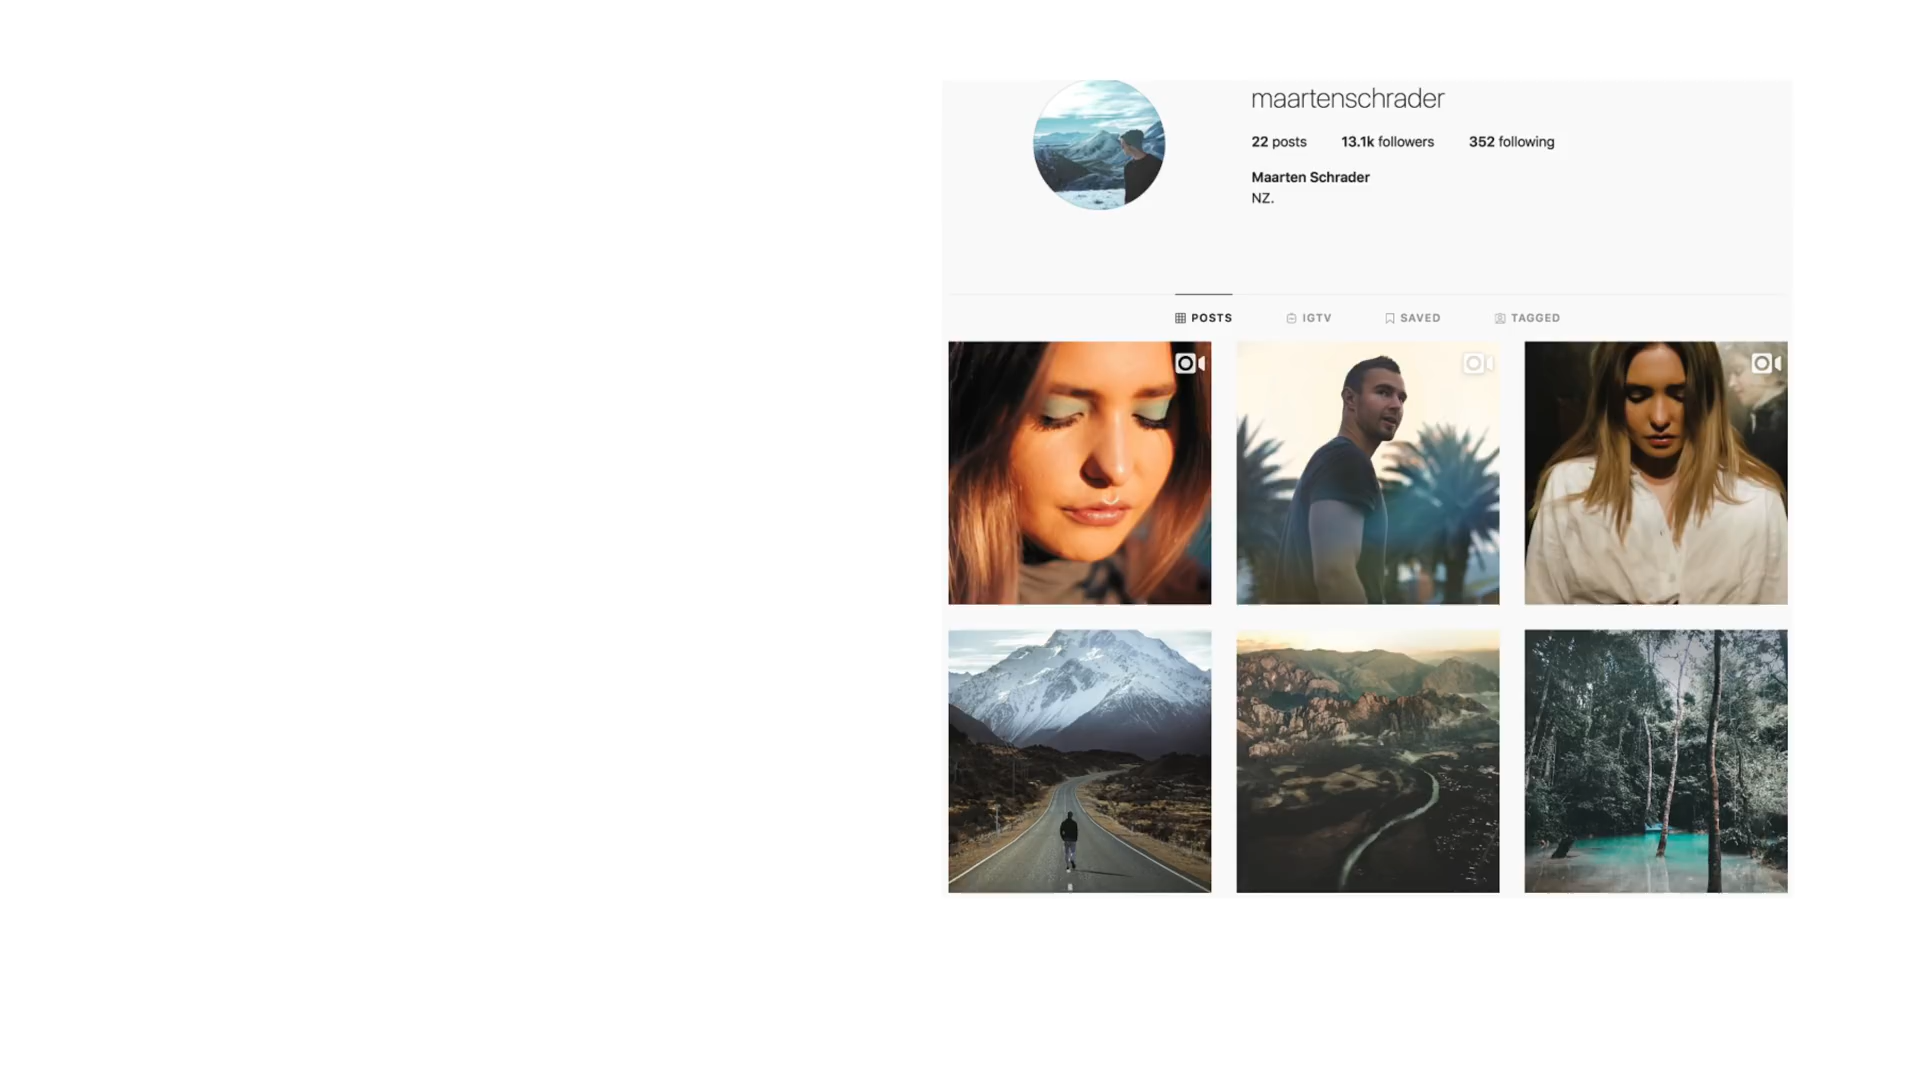 maartenschrader
22 posts 13.1k followers 352 following
Maarten Schrader
NZ.
POSTS IGTV SAVED TAGGED